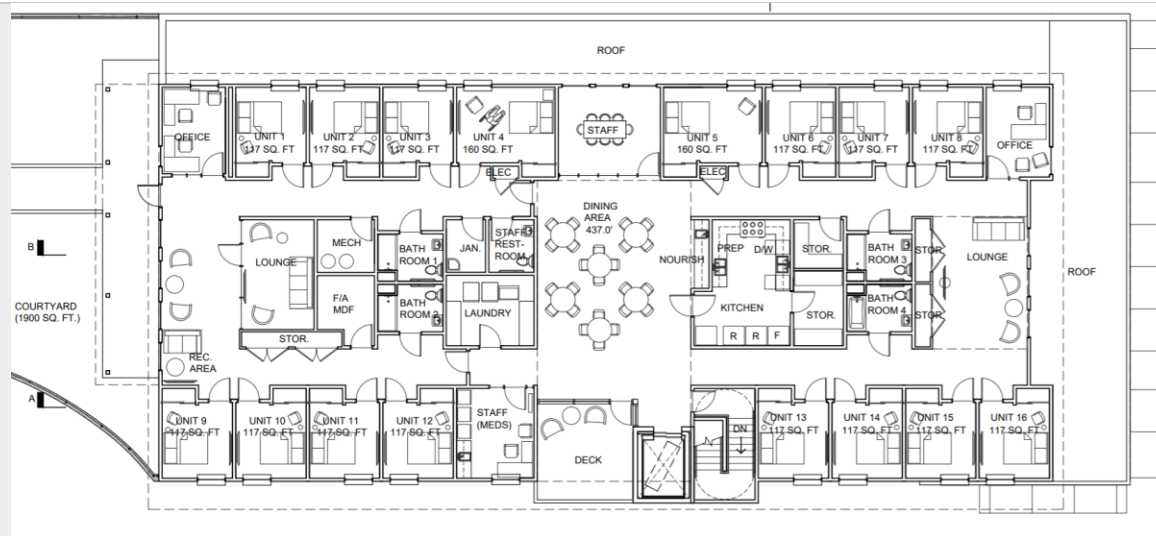 ROOF
OFFICE
UNIT 1
117 SQ. FT
UNIT 2
117 SQ. FT
UNIT 3
117 SQ. FT
UNIT 4
160 SQ. FT
STAFF
UNIT 5
160 SQ. FT
UNIT 6
117 SQ. FT
UNIT 7
117 SQ. FT
UNIT 8
117 SQ. FT
OFFICE
ELEC
ELEC
DINING
AREA
437.0'
B
LOUNGE
MECH
BATH
ROOM 1
JAN.
STAFF
REST-
ROOM
NOURISH
PREP
D/W
STOR.
BATH
ROOM 3
STOR.
LOUNGE
ROOF
COURTYARD
(1900 SQ. FT.)
F/A
MDF
BATH
ROOM 2
LAUNDRY
KITCHEN
STOR.
BATH
ROOM 4
STOR.
STOR.
R
R
F
REC.
AREA
A
UNIT 9
117 SQ. FT
UNIT 10
117 SQ. FT
UNIT 11
117 SQ. FT
UNIT 12
117 SQ. FT
STAFF
(MEDS)
DECK
DN
UNIT 13
117 SQ. FT
UNIT 14
117 SQ. FT
UNIT 15
117 SQ. FT
UNIT 16
117 SQ. FT